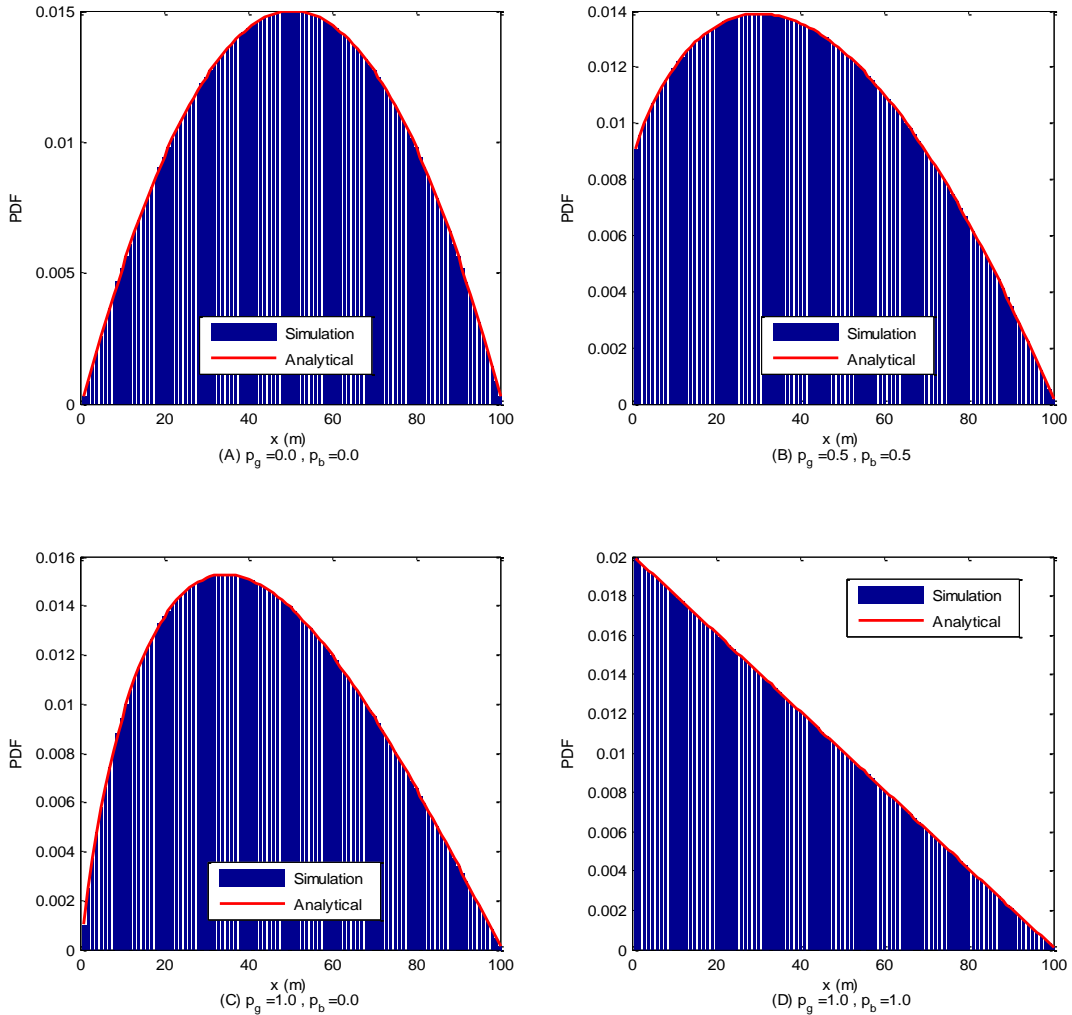 0.015
0.01
0.005
0
PDF
0 20 40 60 80 100
x (m)
(A) p_g =0.0 , p_b =0.0
Simulation
Analytical
0.014
0.012
0.01
0.008
0.006
0.004
0.002
0
PDF
0 20 40 60 80 100
x (m)
(B) p_g =0.5 , p_b =0.5
Simulation
Analytical
0.016
0.014
0.012
0.01
0.008
0.006
0.004
0.002
0
PDF
0 20 40 60 80 100
x (m)
(C) p_g =1.0 , p_b =0.0
Simulation
Analytical
0.02
0.018
0.016
0.014
0.012
0.01
0.008
0.006
0.004
0.002
0
PDF
0 20 40 60 80 100
x (m)
(D) p_g =1.0 , p_b =1.0
Simulation
Analytical